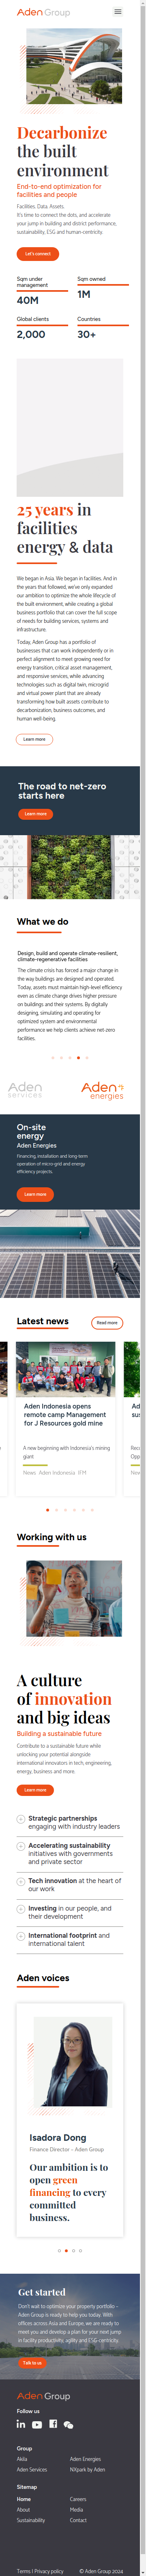 Aden Group
Decarbonize
the built
environment
End-to-end optimization for
facilities and people
Facilities. Data. Assets.
It's time to connect the dots, and accelerate
your jump in building and district performance,
sustainability, ESG and human-centricity.
Let's connect
Sqm under
management
40M
Sqm owned
1M
Global clients
2,000
Countries
30+
25 years in
facilities
energy & data
We began in Asia. We began in facilities. And in
the years that followed, we've only expanded
our ambition to optimize the whole lifecycle of
the built environment, while creating a global
business portfolio that can cover the full scope
of needs for building services, systems and
infrastructure.
Today, Aden Group has a portfolio of
businesses that can work independently or in
perfect alignment to meet growing need for
energy transition, critical asset management,
and responsive services, while advancing
technologies such as digital twin, microgrid
and virtual power plant that are already
transforming how built assets contribute to
decarbonization, business outcomes, and
human well-being.
Learn more
The road to net-zero
starts here
Learn more
What we do
Design, build and operate climate-resilient,
climate-regenerative facilities
The climate crisis has forced a major change in
the way buildings are designed and operated.
Today, assets must maintain high-level efficiency
even as climate change drives higher pressure
on buildings and their systems. By digitally
designing, simulating and operating and
optimized using systems and environmental
performance we help clients achieve net-zero
facilities.
Aden
services
Aden
energies
On-site
energy
Aden Energies
Financing, installation and long-term
operation of micro-grid and energy
efficiency projects.
Learn more
Latest news
Read more
Aden Indonesia opens
remote camp Management
for J Resources gold mine
A new beginning with Indonesia's mining
giant
News Aden Indonesia IFM
Working with us
A culture
of innovation
and big ideas
Building a sustainable future
Contribute to a sustainable future while
unlocking your potential alongside
international innovators in tech, engineering,
energy, business and more.
Learn more
Strategic partnerships
engaging with industry leaders
Accelerating sustainability
initiatives with governments
and private sector
Tech innovation at the heart of
our work
Investing in our people, and
their development
International footprint and
international talent
Aden voices
Isadora Dong
Finance Director – Aden Group
Our ambition is to
open green
financing to every
committed
business.
Get started
Don't wait to optimize your property portfolio –
Aden Group is ready to help you today. With
offices across Asia and Europe, we are ready to
meet you and develop a plan for your next jump
in facility productivity, agility and ESG centricity.
Talk to us
Aden Group
Follow us
Group
Akila
Aden Energies
Aden Services
NXpark by Aden
Sitemap
Home
Careers
About
Media
Sustainability
Contact
Terms | Privacy policy
© Aden Group 2024